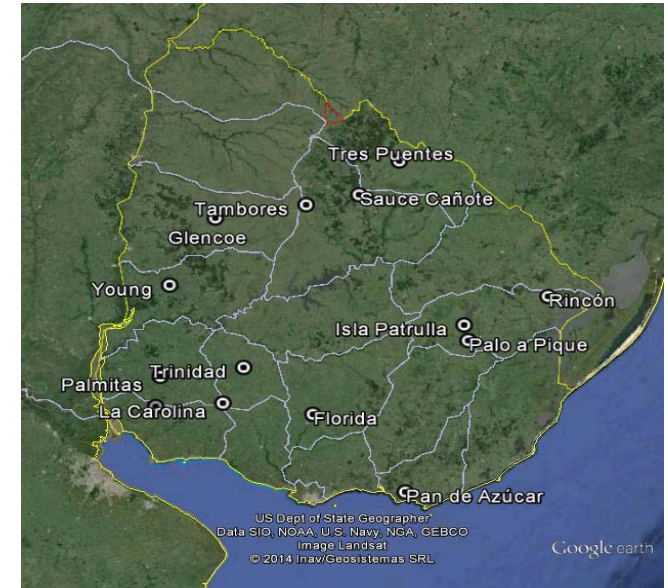 Tres Puentes
Sauce Cañote
Tambores
Glencoe
Young
Rincón
Isla Patrulla
Palo a Pique
Trinidad
Palmitas
La Carolina
Florida
Pan de Azúcar
US Dept of State Geographer
Data SIO, NOAA, U.S. Navy, NGA, GEBCO
Image Landsat
© 2014 Inav/Geosistemas SRL
Google earth